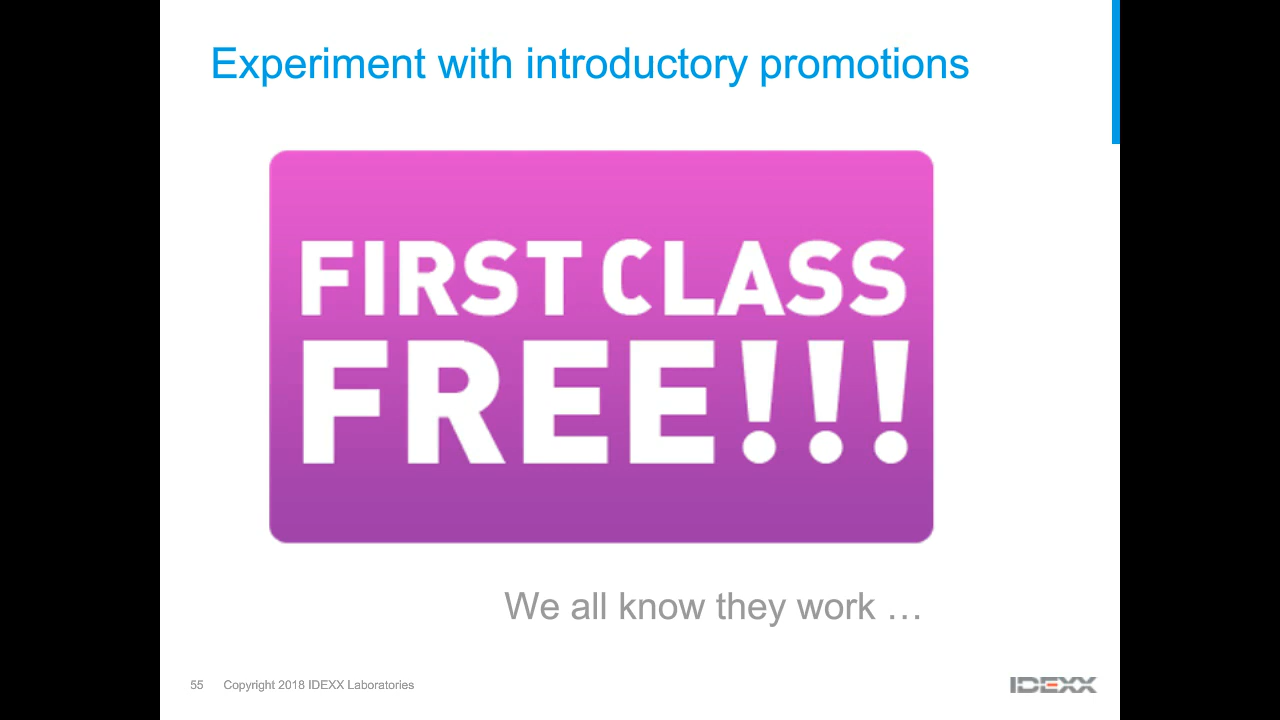 Experiment with introductory promotions
FIRST CLASS
FREE!!!
We all know they work …
55 Copyright 2018 IDEXX Laboratories
IDEXX